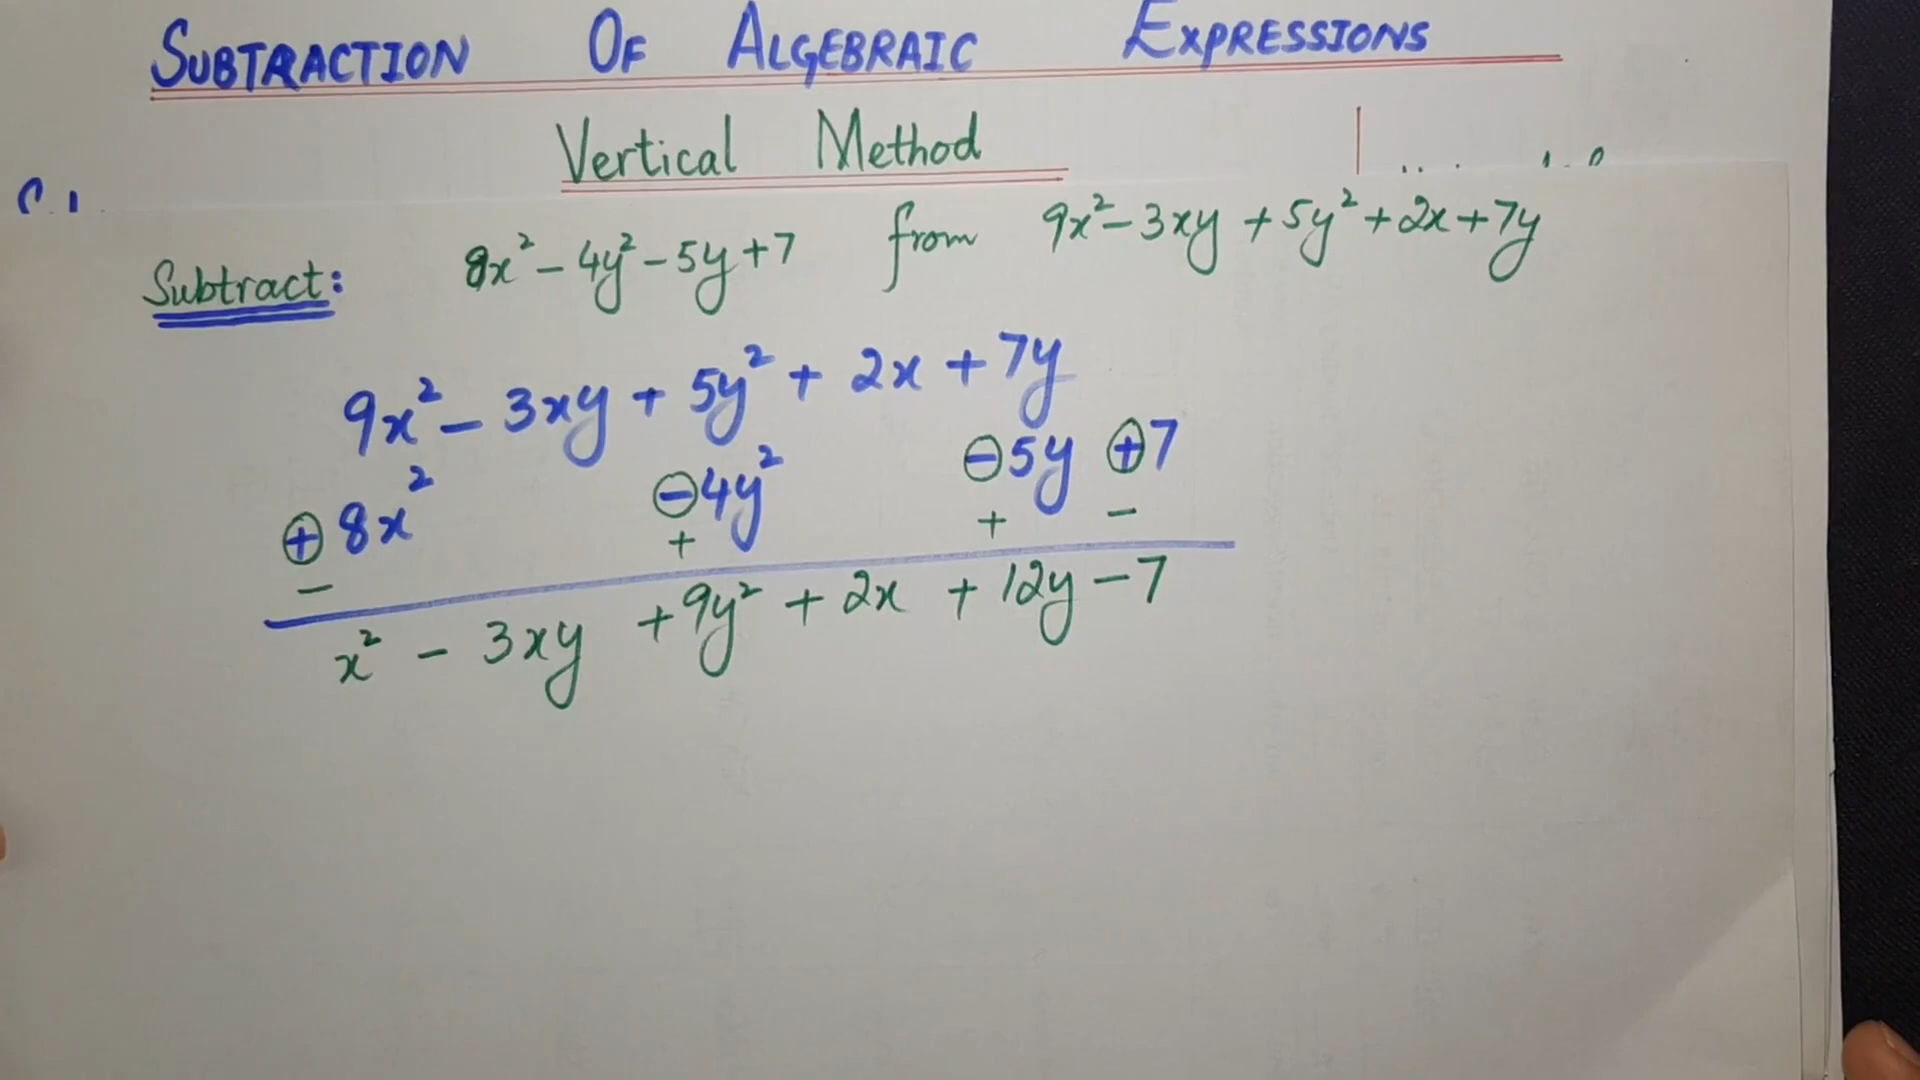 SUBTRACTION OF ALGEBRAIC EXPRESSIONS
Vertical Method
Subtract: 8x² - 4y² - 5y + 7 from 9x² - 3xy + 5y² + 2x + 7y
9x² - 3xy + 5y² + 2x + 7y
⊕ 8x² ⊖ 4y² ⊖ 5y ⊕ 7
- + + -
x² - 3xy + 9y² + 2x + 12y - 7